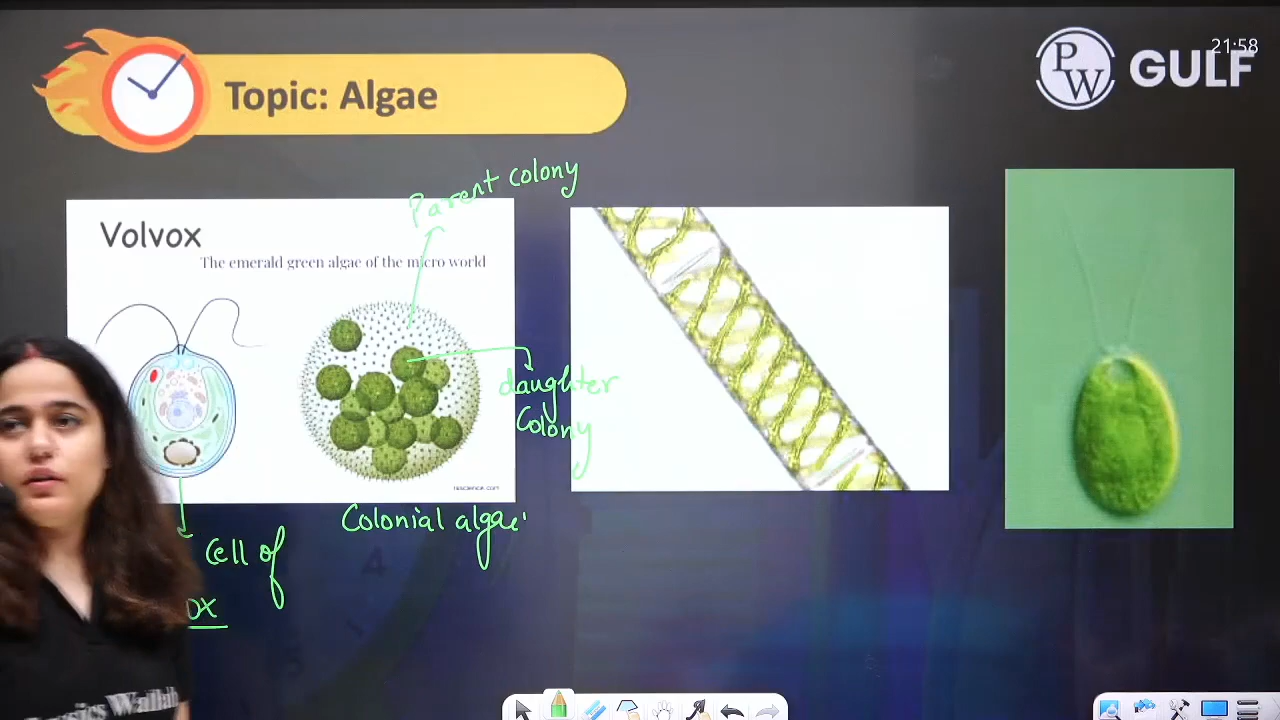 21:58
PW
GULF
Topic: Algae
Parent colony
Volvox
The emerald green algae of the micro world
daughter
Colony
Colonial algae
Cell of
ox